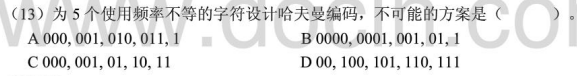 （13）为 5 个使用频率不等的字符设计哈夫曼编码，不可能的方案是（ ）。
A 000, 001, 010, 011, 1 B 0000, 0001, 001, 01, 1
C 000, 001, 01, 10, 11 D 00, 100, 101, 110, 111